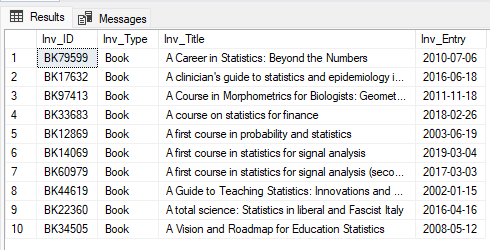 Results Messages
Inv_ID Inv_Type Inv_Title Inv_Entry
1 BK79599 Book A Career in Statistics: Beyond the Numbers 2010-07-06
2 BK17632 Book A clinician's guide to statistics and epidemiology i... 2016-06-18
3 BK97413 Book A Course in Morphometrics for Biologists: Geomet... 2011-11-18
4 BK33683 Book A course on statistics for finance 2018-02-26
5 BK12869 Book A first course in probability and statistics 2003-06-19
6 BK14069 Book A first course in statistics for signal analysis 2019-03-04
7 BK60979 Book A first course in statistics for signal analysis (seco... 2017-03-03
8 BK44619 Book A Guide to Teaching Statistics: Innovations and ... 2002-01-15
9 BK22360 Book A total science: Statistics in liberal and Fascist Italy 2016-04-16
10 BK34505 Book A Vision and Roadmap for Education Statistics 2008-05-12